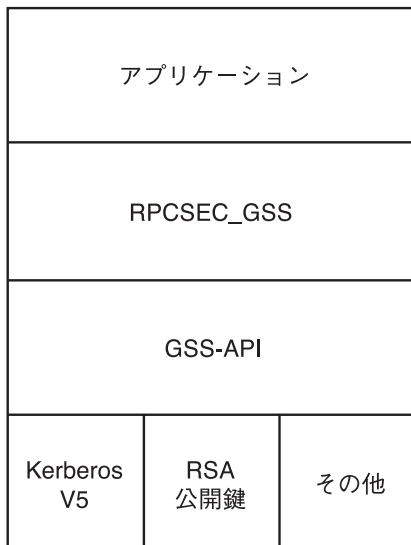 アプリケーション
RPCSEC_GSS
GSS-API
Kerberos
V5
RSA
公開鍵
その他